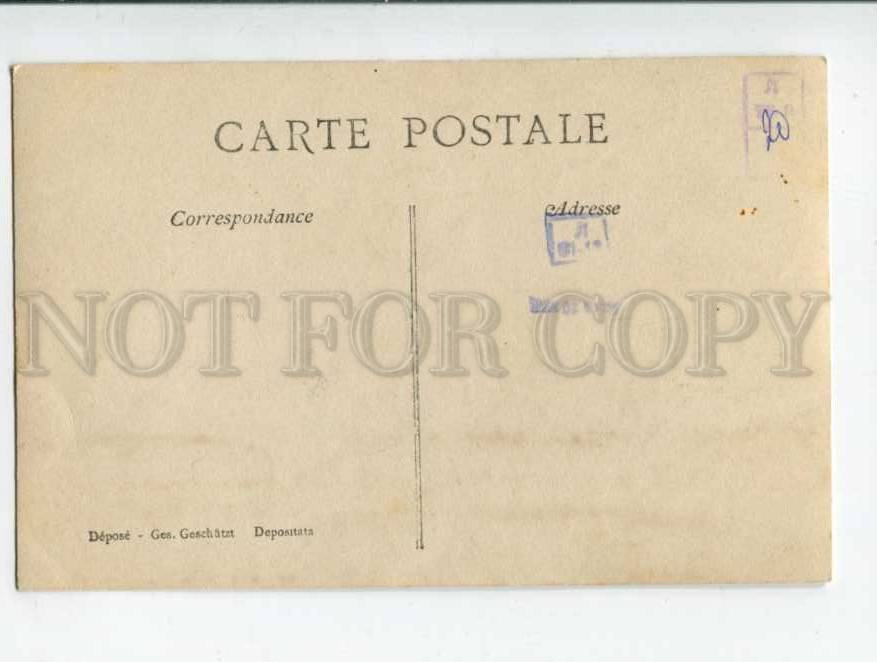 CARTE POSTALE
Correspondance
Adresse
Л
NOT FOR COPY
Déposé - Ges. Geschützt Depositata